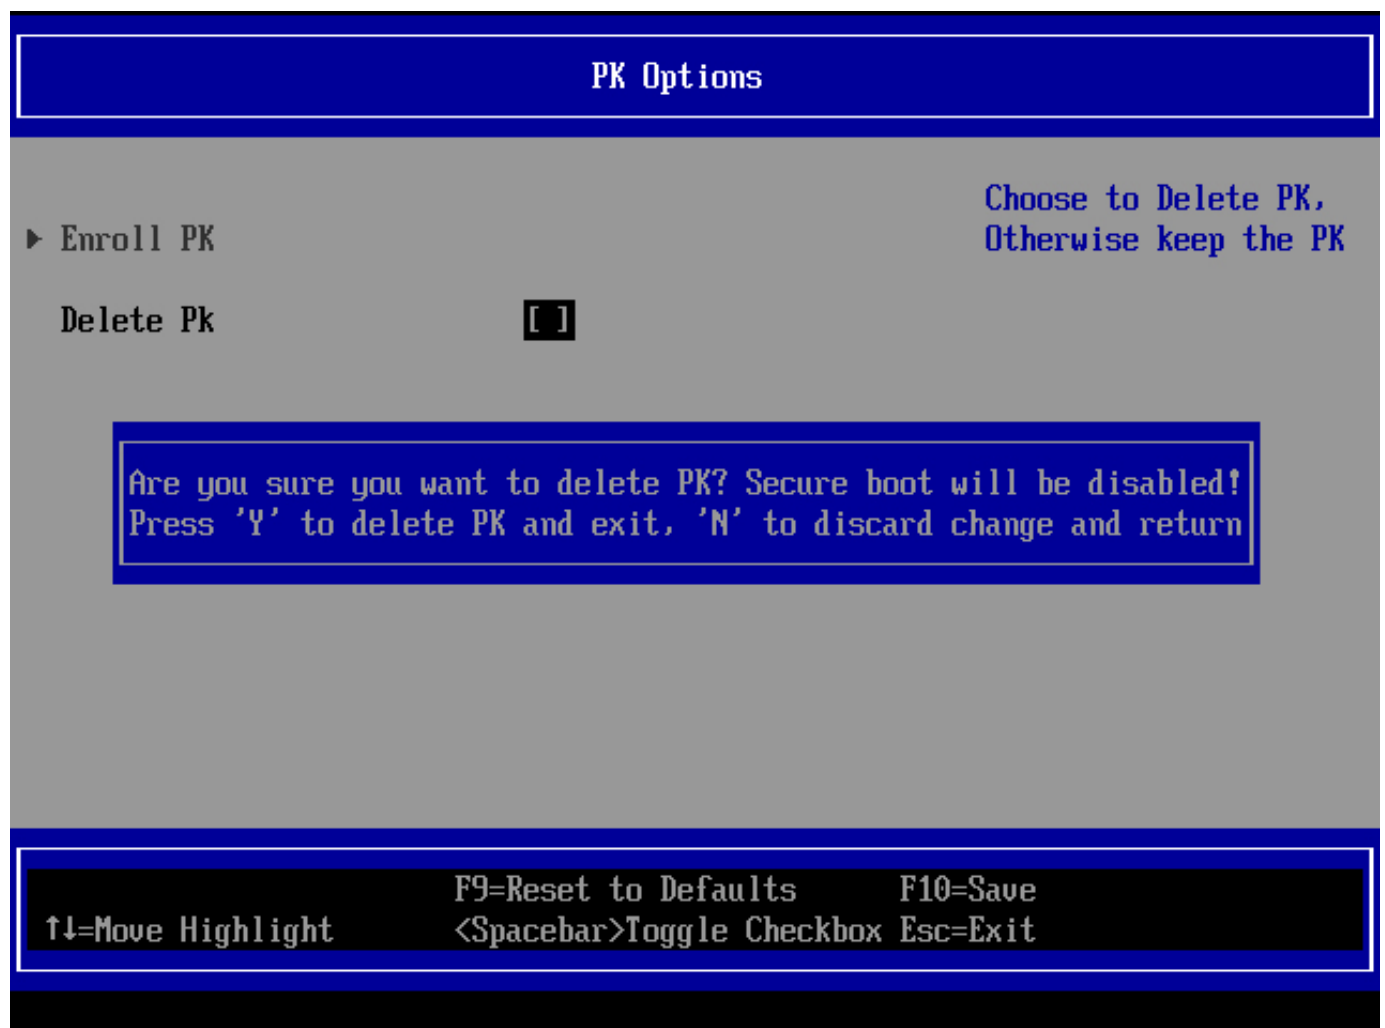 PK Options
Choose to Delete PK,
Enroll PK
Otherwise keep the PK
Delete Pk [ ]
Are you sure you want to delete PK? Secure boot will be disabled!
Press 'Y' to delete PK and exit, 'N' to discard change and return
F9=Reset to Defaults F10=Save
↑↓=Move Highlight <Spacebar>Toggle Checkbox Esc=Exit